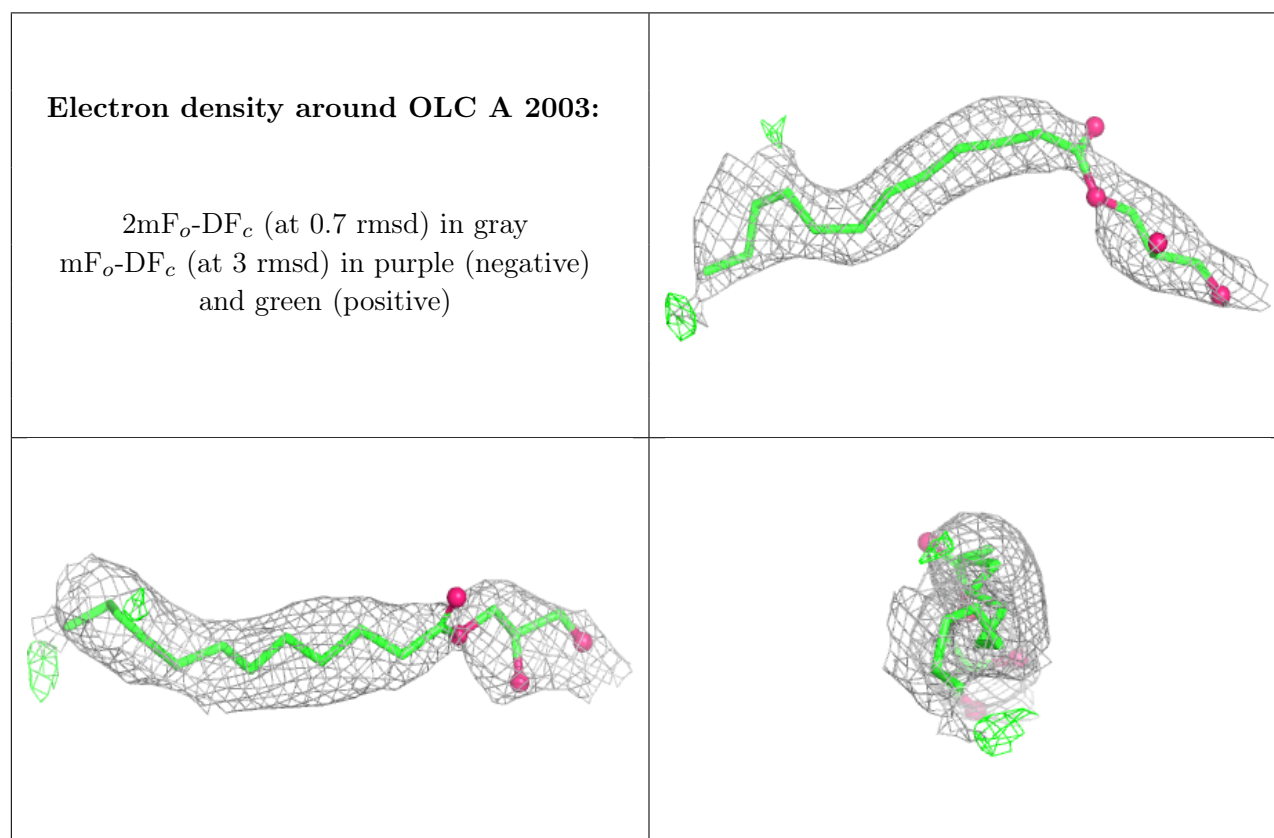 Electron density around OLC A 2003:
2mFₒ-DF𝒸 (at 0.7 rmsd) in gray
mFₒ-DF𝒸 (at 3 rmsd) in purple (negative)
and green (positive)